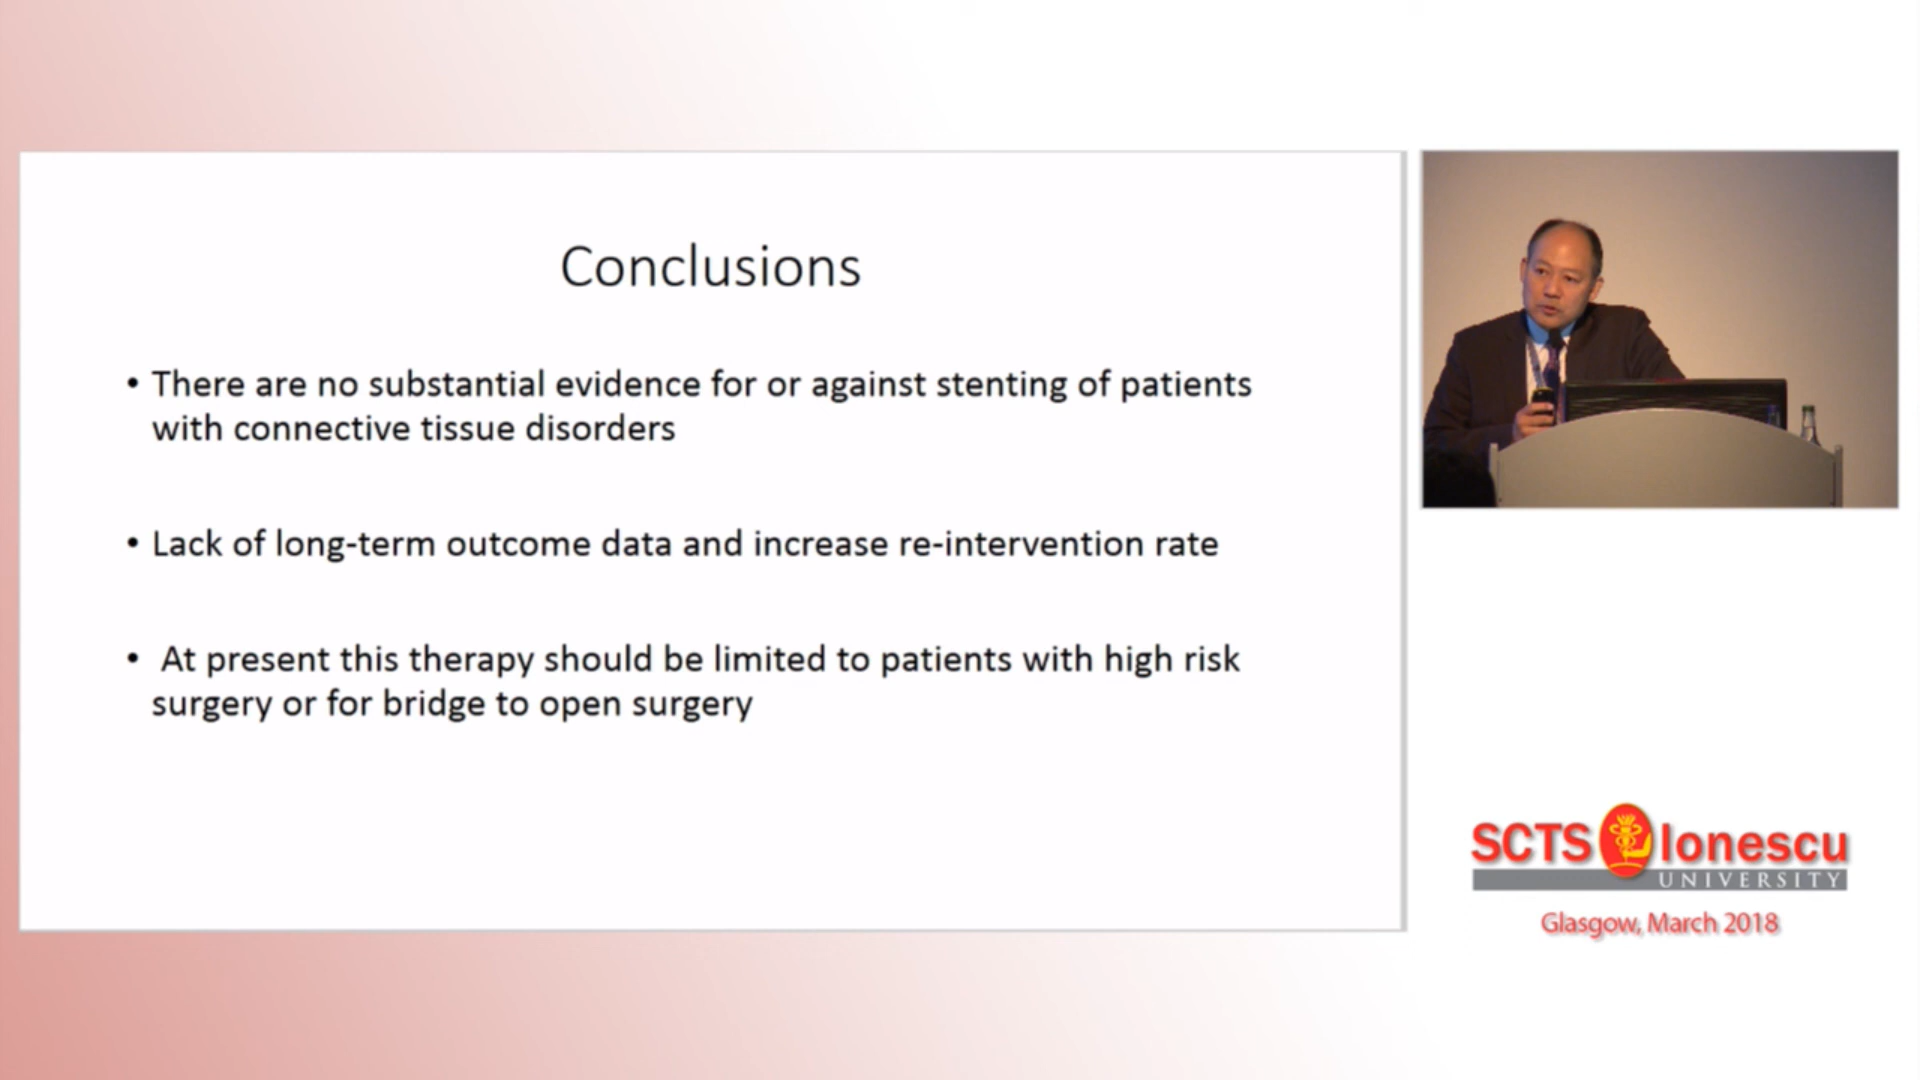 Conclusions
• There are no substantial evidence for or against stenting of patients
with connective tissue disorders
• Lack of long-term outcome data and increase re-intervention rate
• At present this therapy should be limited to patients with high risk
surgery or for bridge to open surgery
SCTS Ionescu
UNIVERSITY
Glasgow, March 2018